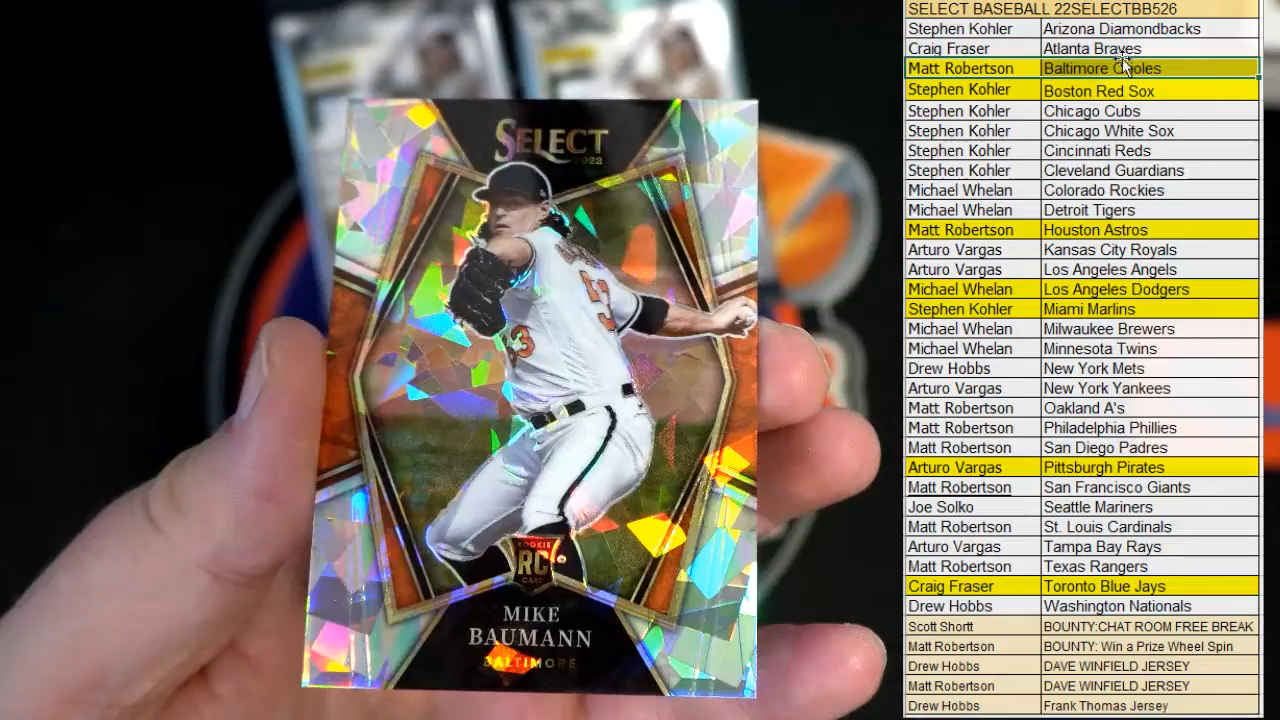 SELECT
2022
53
53
ROOKIE
RC
CARD
MIKE
BAUMANN
BALTIMORE
SELECT BASEBALL 22SELECTBB526
Stephen Kohler Arizona Diamondbacks
Craig Fraser Atlanta Braves
Matt Robertson Baltimore Orioles
Stephen Kohler Boston Red Sox
Stephen Kohler Chicago Cubs
Stephen Kohler Chicago White Sox
Stephen Kohler Cincinnati Reds
Stephen Kohler Cleveland Guardians
Michael Whelan Colorado Rockies
Michael Whelan Detroit Tigers
Matt Robertson Houston Astros
Arturo Vargas Kansas City Royals
Arturo Vargas Los Angeles Angels
Michael Whelan Los Angeles Dodgers
Stephen Kohler Miami Marlins
Michael Whelan Milwaukee Brewers
Michael Whelan Minnesota Twins
Drew Hobbs New York Mets
Arturo Vargas New York Yankees
Matt Robertson Oakland A's
Matt Robertson Philadelphia Phillies
Matt Robertson San Diego Padres
Arturo Vargas Pittsburgh Pirates
Matt Robertson San Francisco Giants
Joe Solko Seattle Mariners
Matt Robertson St. Louis Cardinals
Arturo Vargas Tampa Bay Rays
Matt Robertson Texas Rangers
Craig Fraser Toronto Blue Jays
Drew Hobbs Washington Nationals
Scott Shortt BOUNTY:CHAT ROOM FREE BREAK
Matt Robertson BOUNTY: Win a Prize Wheel Spin
Drew Hobbs DAVE WINFIELD JERSEY
Matt Robertson DAVE WINFIELD JERSEY
Drew Hobbs Frank Thomas Jersey